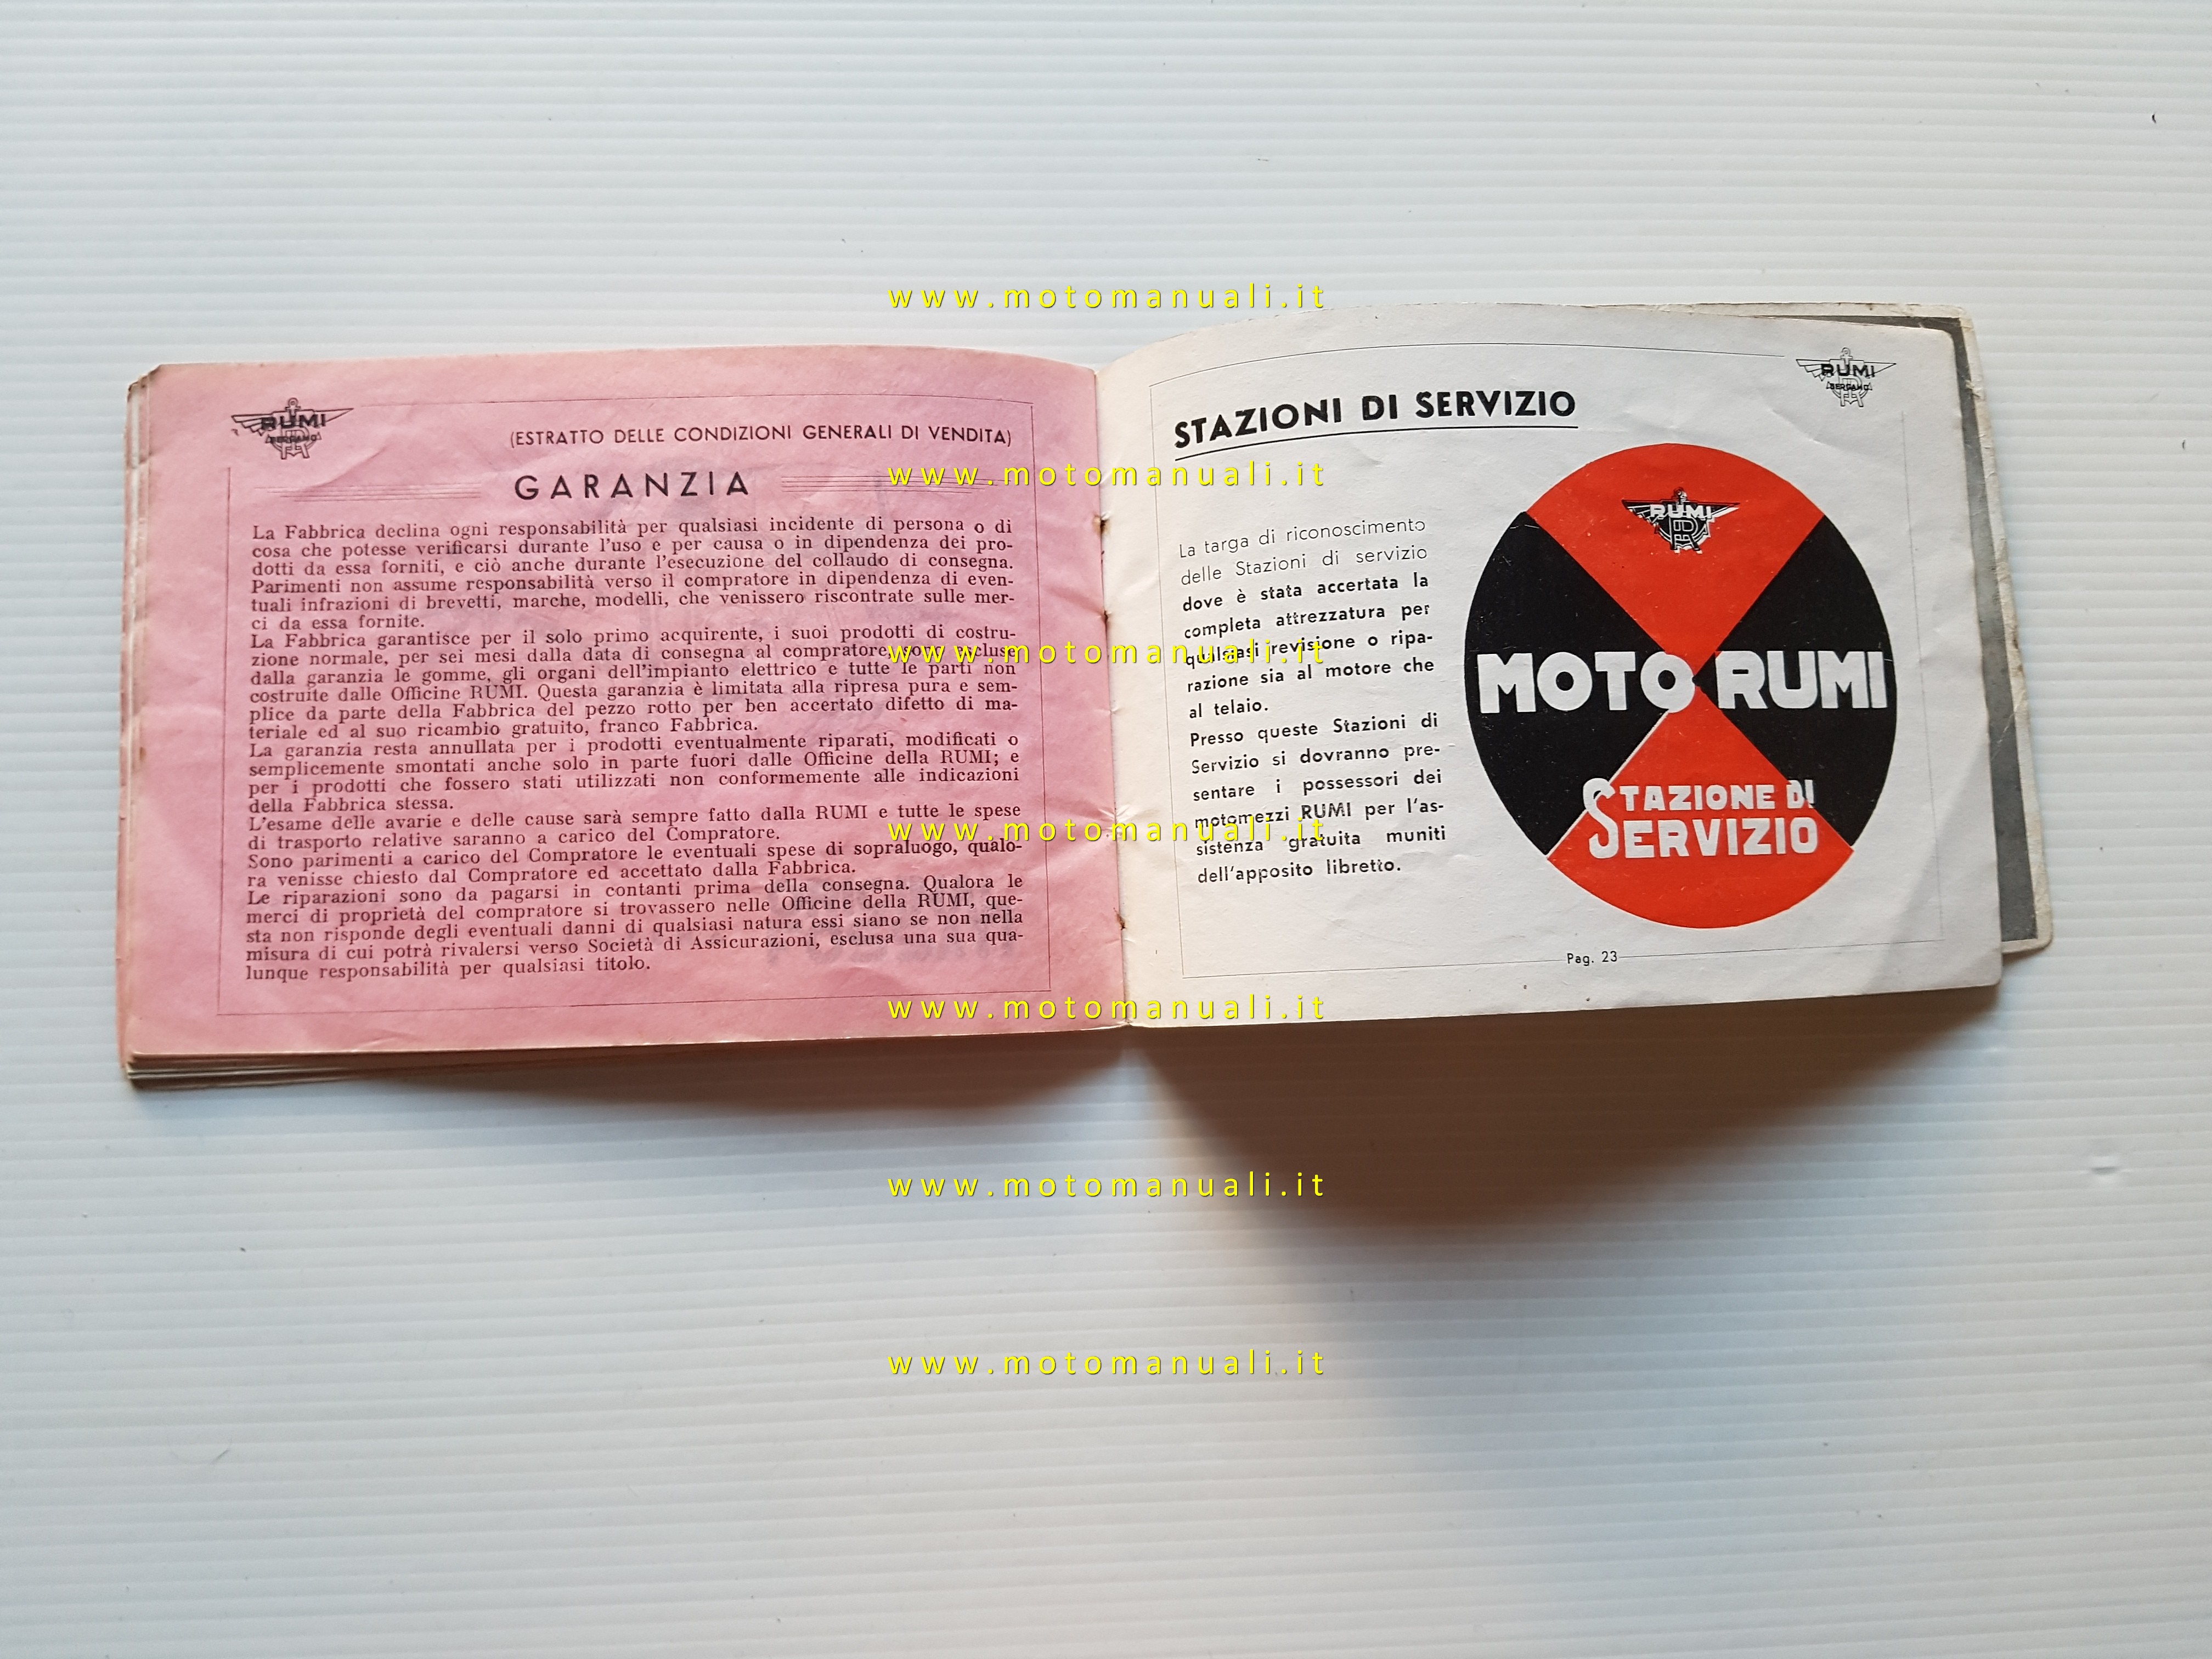 RUMI
BERGAMO
(ESTRATTO DELLE CONDIZIONI GENERALI DI VENDITA)
GARANZIA
La Fabbrica declina ogni responsabilità per qualsiasi incidente di persona o di
cosa che potesse verificarsi durante l'uso e per causa o in dipendenza dei pro-
dotti da essa forniti, e ciò anche durante l'esecuzione del collaudo di consegna.
Parimenti non assume responsabilità verso il compratore in dipendenza di even-
tuali infrazioni di brevetti, marche, modelli, che venissero riscontrate sulle mer-
ci da essa fornite.
La Fabbrica garantisce per il solo primo acquirente, i suoi prodotti di costru-
zione normale, per sei mesi dalla data di consegna al compratore, sono escluse
dalla garanzia le gomme, gli organi dell'impianto elettrico e tutte le parti non
costruite dalle Officine RUMI. Questa garanzia è limitata alla ripresa pura e sem-
plice da parte della Fabbrica del pezzo rotto per ben accertato difetto di ma-
teriale ed al suo ricambio gratuito, franco Fabbrica.
La garanzia resta annullata per i prodotti eventualmente riparati, modificati o
semplicemente smontati anche solo in parte fuori dalle Officine della RUMI; e
per i prodotti che fossero stati utilizzati non conformemente alle indicazioni
della Fabbrica stessa.
L'esame delle avarie e delle cause sarà sempre fatto dalla RUMI e tutte le spese
di trasporto relative saranno a carico del Compratore.
Sono parimenti a carico del Compratore le eventuali spese di sopraluogo, qualo-
ra venisse chiesto dal Compratore ed accettato dalla Fabbrica.
Le riparazioni sono da pagarsi in contanti prima della consegna. Qualora le
merci di proprietà del compratore si trovassero nelle Officine della RUMI, que-
sta non risponde degli eventuali danni di qualsiasi natura essi siano se non nella
misura di cui potrà rivalersi verso Società di Assicurazioni, esclusa una sua qua-
lunque responsabilità per qualsiasi titolo.
RUMI
BERGAMO
STAZIONI DI SERVIZIO
La targa di riconoscimento
delle Stazioni di servizio
dove è stata accertata la
completa attrezzatura per
qualsiasi revisione o ripa-
razione sia al motore che
al telaio.
Presso queste Stazioni di
Servizio si dovranno pre-
sentare i possessori dei
motomezzi RUMI per l'as-
sistenza gratuita muniti
dell'apposito libretto.
RUMI
MOTO RUMI
STAZIONE DI
SERVIZIO
Pag. 23
www.motomanuali.it
www.motomanuali.it
www.motomanuali.it
www.motomanuali.it
www.motomanuali.it
www.motomanuali.it
www.motomanuali.it